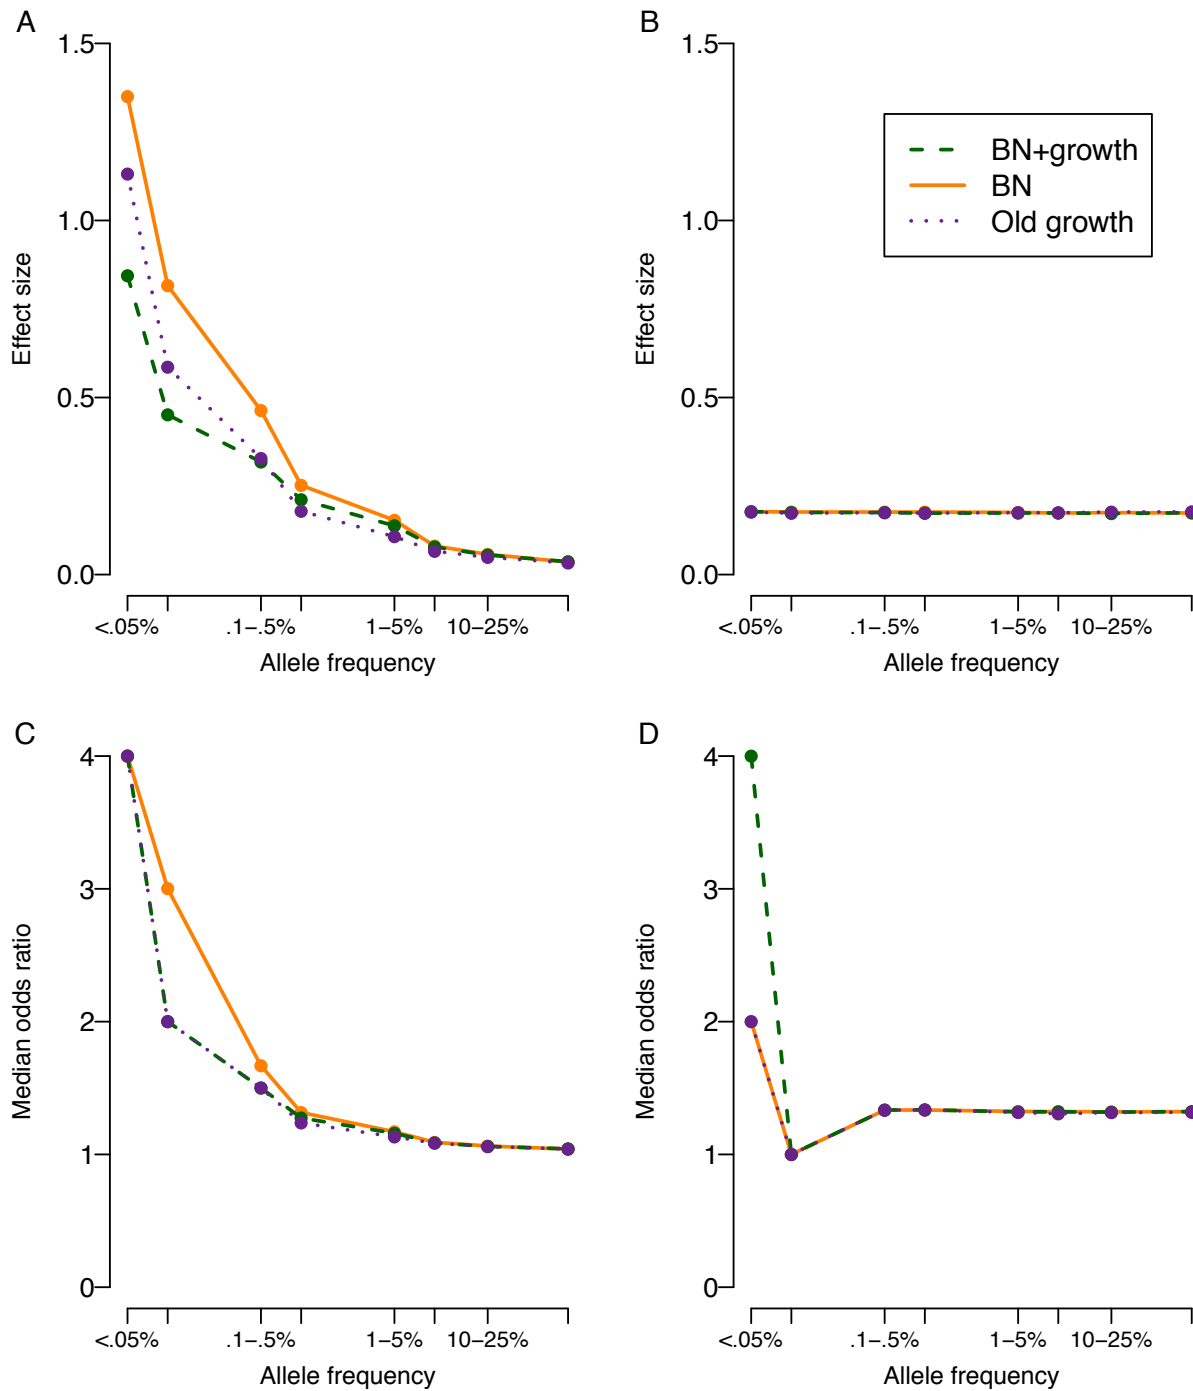 A
1.5
1.0
0.5
0.0
Effect size
<.05%
.1−.5%
1−5%
10−25%
Allele frequency
B
1.5
1.0
0.5
0.0
Effect size
BN+growth
BN
Old growth
<.05%
.1−.5%
1−5%
10−25%
Allele frequency
C
4
3
2
1
0
Median odds ratio
<.05%
.1−.5%
1−5%
10−25%
Allele frequency
D
4
3
2
1
0
Median odds ratio
<.05%
.1−.5%
1−5%
10−25%
Allele frequency